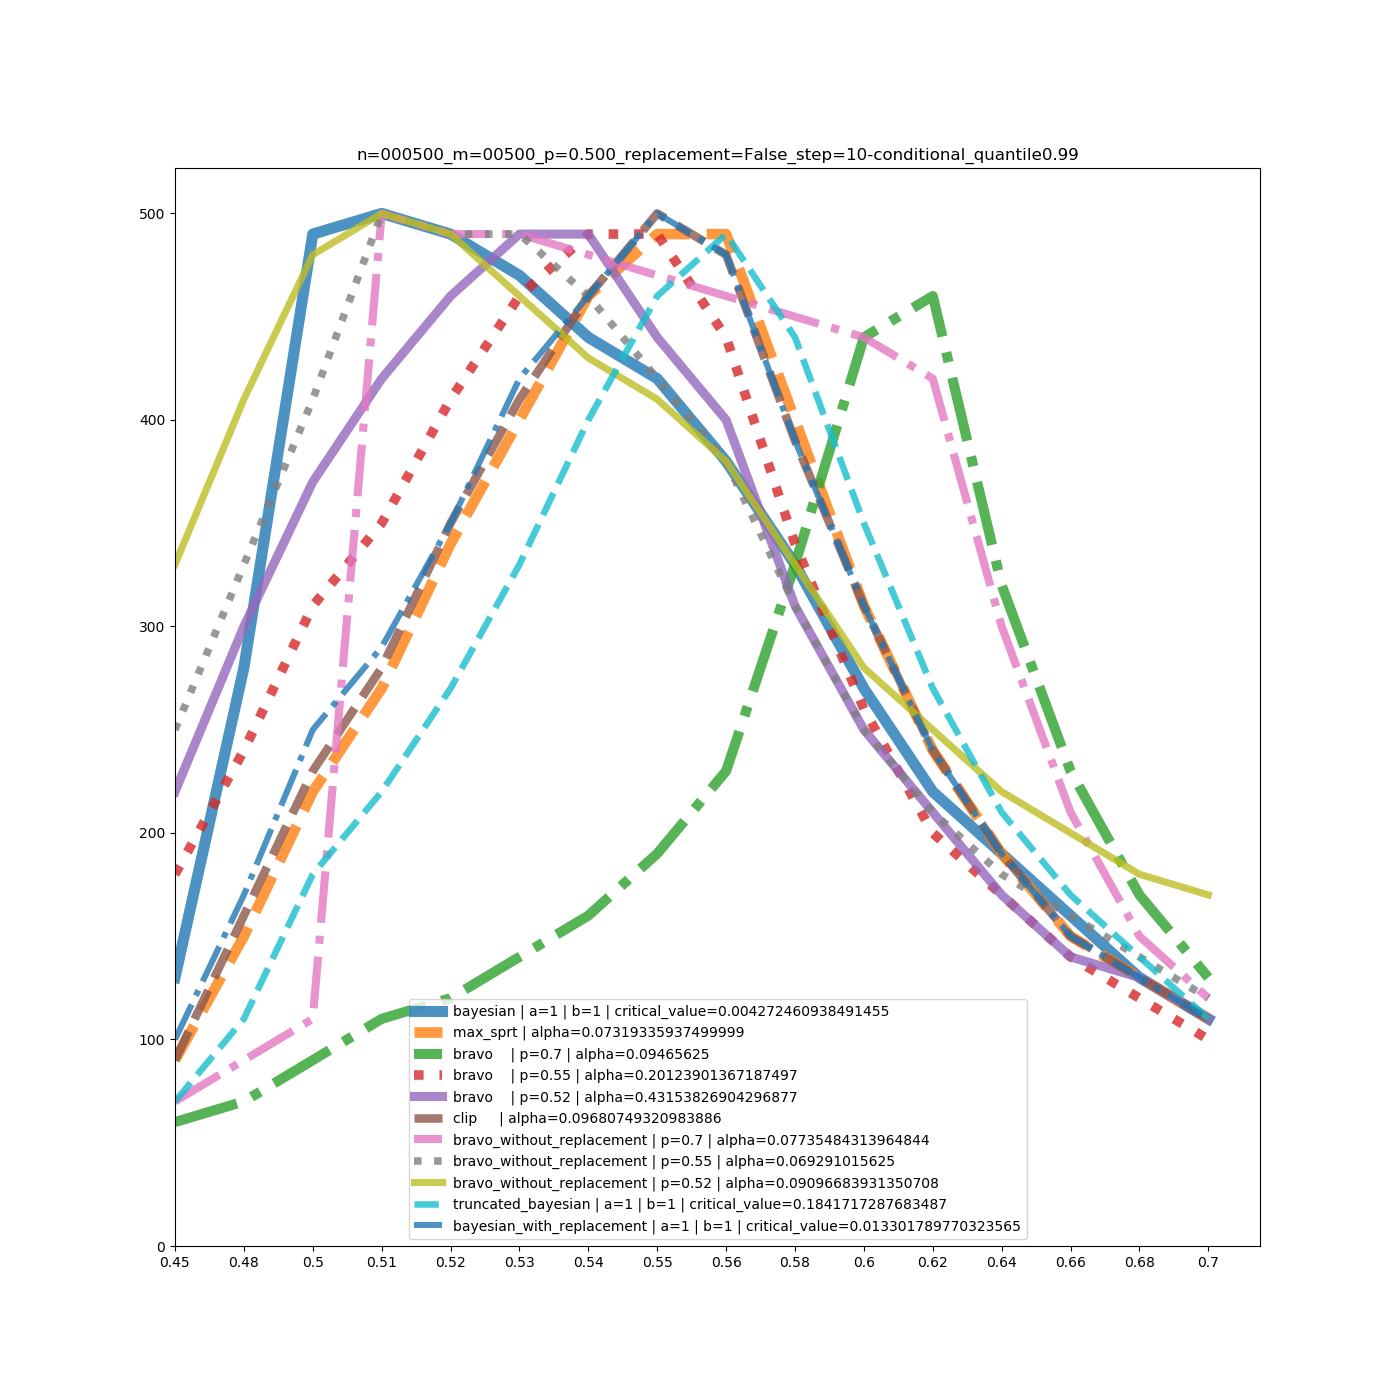 n=000500_m=00500_p=0.500_replacement=False_step=10-conditional_quantile0.99
500
400
300
200
100
0
bayesian | a=1 | b=1 | critical_value=0.004272460938491455
max_sprt | alpha=0.07319335937499999
bravo | p=0.7 | alpha=0.09465625
bravo | p=0.55 | alpha=0.20123901367187497
bravo | p=0.52 | alpha=0.43153826904296877
clip | alpha=0.09680749320983886
bravo_without_replacement | p=0.7 | alpha=0.07735484313964844
bravo_without_replacement | p=0.55 | alpha=0.069291015625
bravo_without_replacement | p=0.52 | alpha=0.09096683931350708
truncated_bayesian | a=1 | b=1 | critical_value=0.1841717287683487
bayesian_with_replacement | a=1 | b=1 | critical_value=0.013301789770323565
0.45 0.48 0.5 0.51 0.52 0.53 0.54 0.55 0.56 0.58 0.6 0.62 0.64 0.66 0.68 0.7